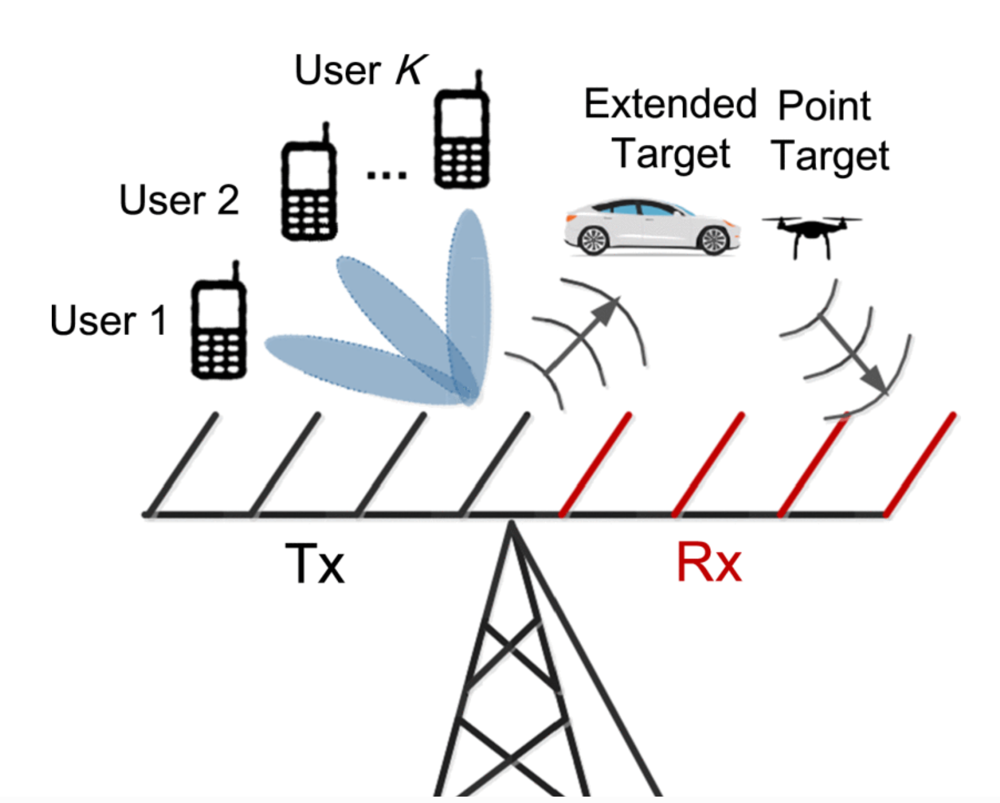 User K
Extended
Target
Point
Target
User 2
...
User 1
Tx
Rx